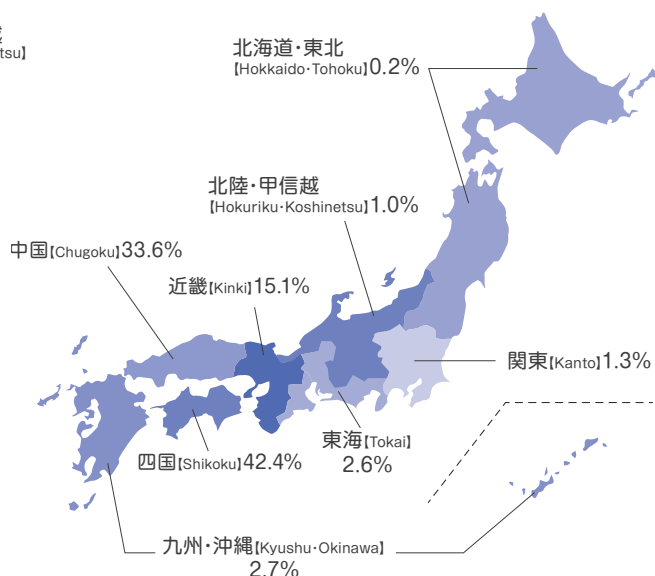 tsu】
北海道・東北
【Hokkaido・Tohoku】0.2%
北陸・甲信越
【Hokuriku・Koshinetsu】1.0%
中国【Chugoku】33.6%
近畿【Kinki】15.1%
関東【Kanto】1.3%
東海【Tokai】
2.6%
四国【Shikoku】42.4%
九州・沖縄【Kyushu・Okinawa】
2.7%